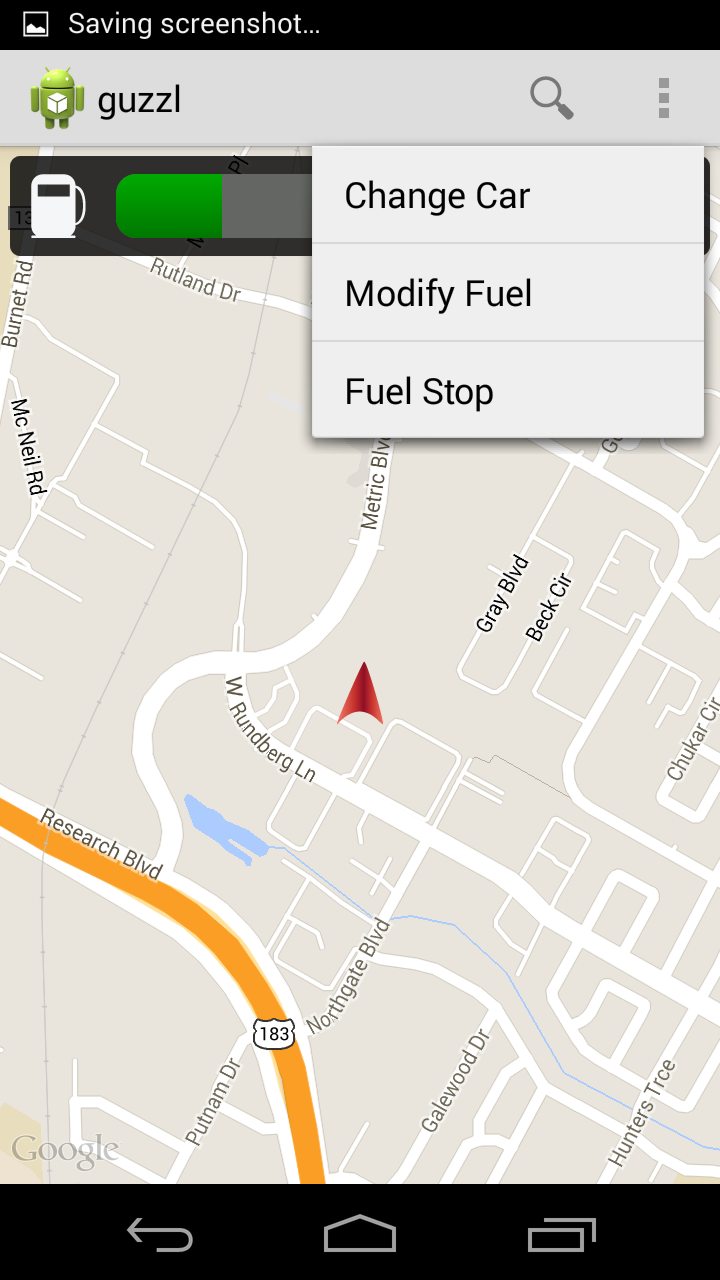 Saving screenshot...
guzzl
Change Car
Modify Fuel
Fuel Stop
Rutland Dr
Burnet Rd
Mc Neil Rd
Metric Blvd
Gray Blvd
Beck Cir
W Rundberg Ln
Chukar Cir
Research Blvd
Northgate Blvd
183
Galewood Dr
Putnam Dr
Hunters Trce
Google